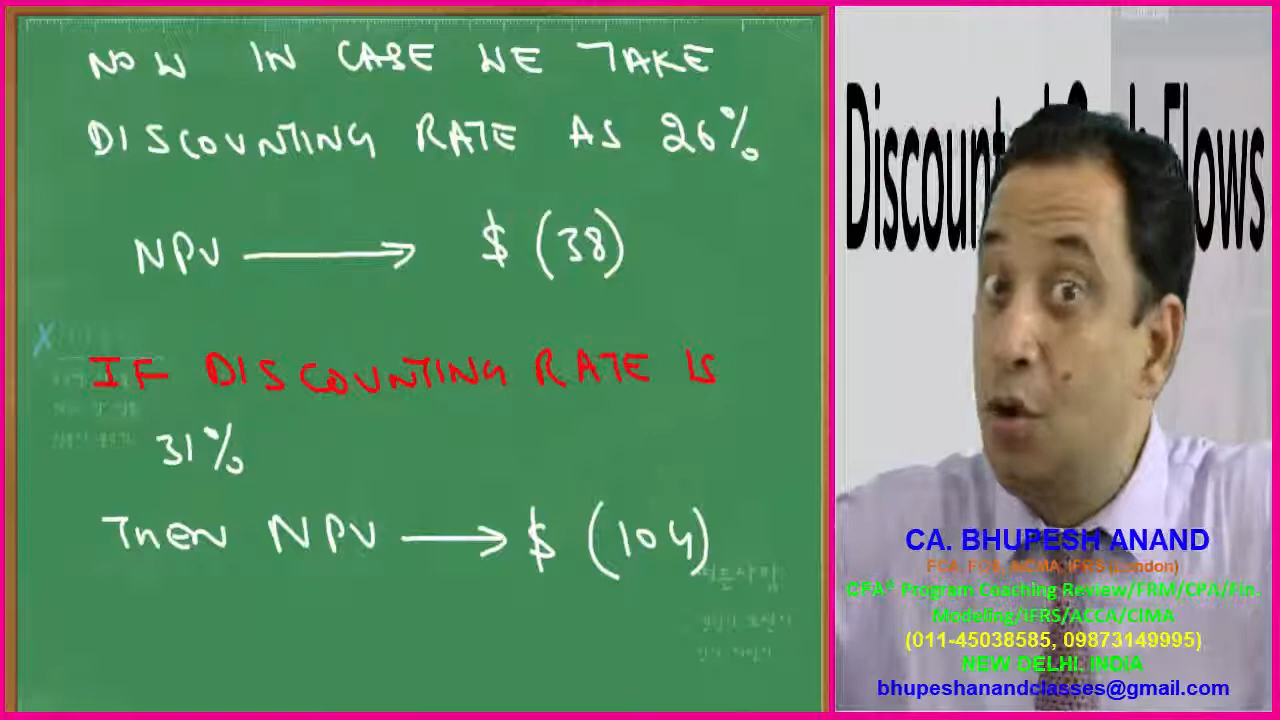 NOW IN CASE WE TAKE
DISCOUNTING RATE AS 26%
NPV → $ (38)
IF DISCOUNTING RATE IS
31%
Then NPV → $ (104)
Flows
CA. BHUPESH ANAND
FCA, FCS, AICMA, IFRS (London)
CFA* Program Coaching Review/FRM/CPA/Fin.
Modeling/IFRS/ACCA/CIMA
(011-45038585, 09873149995)
NEW DELHI. INDIA
bhupeshanandclasses@gmail.com